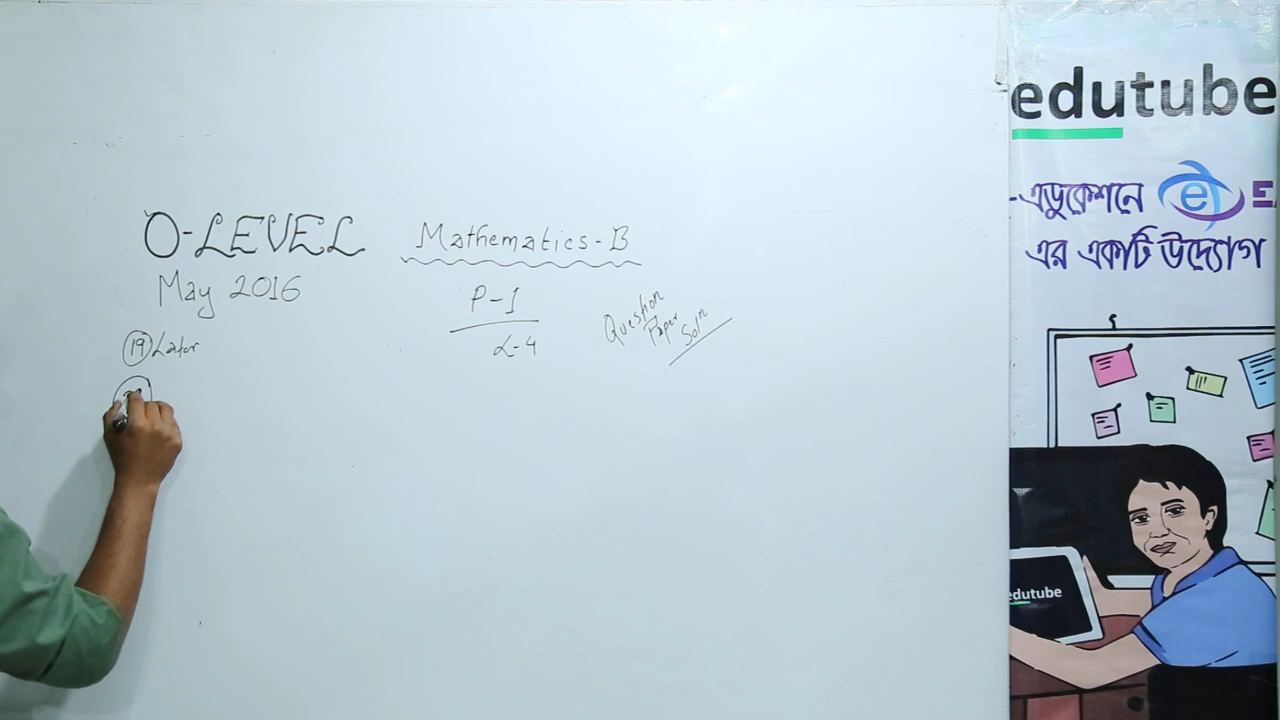 O-LEVEL Mathematics-B
May 2016
P-1
L-4
Question
Paper
Soln
19 Later
edutube
-এডুকেশনে e E
এর একটি উদ্যোগ
edutube